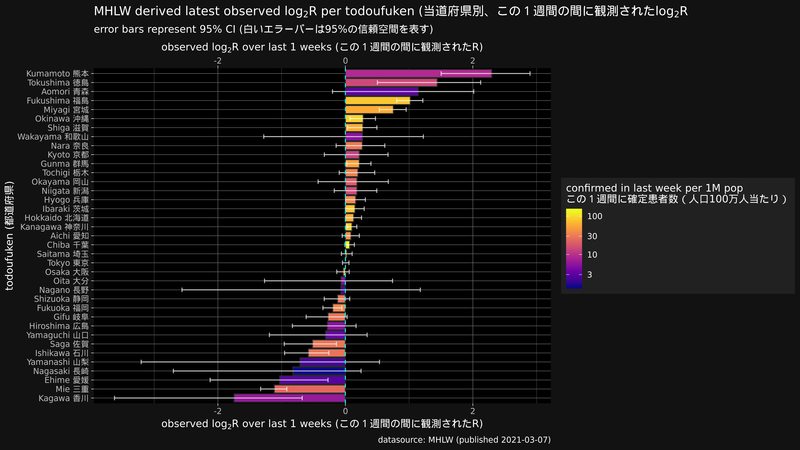 MHLW derived latest observed log₂R per todoufuken (当道府県別、この１週間の間に観測されたlog₂R
error bars represent 95% CI (白いエラーバーは95%の信頼空間を表す)
observed log₂R over last 1 weeks (この１週間の間に観測されたR)
-2 0 2
Kumamoto 熊本
Tokushima 徳島
Aomori 青森
Fukushima 福島
Miyagi 宮城
Okinawa 沖縄
Shiga 滋賀
Wakayama 和歌山
Nara 奈良
Kyoto 京都
Gunma 群馬
Tochigi 栃木
Okayama 岡山
Niigata 新潟
Hyogo 兵庫
Ibaraki 茨城
Hokkaido 北海道
Kanagawa 神奈川
Aichi 愛知
Chiba 千葉
Saitama 埼玉
Tokyo 東京
Osaka 大阪
Oita 大分
Nagano 長野
Shizuoka 静岡
Fukuoka 福岡
Gifu 岐阜
Hiroshima 広島
Yamaguchi 山口
Saga 佐賀
Ishikawa 石川
Yamanashi 山梨
Nagasaki 長崎
Ehime 愛媛
Mie 三重
Kagawa 香川
todoufuken (都道府県)
-2 0 2
observed log₂R over last 1 weeks (この１週間の間に観測されたR)
confirmed in last week per 1M pop
この１週間に確定患者数 ( 人口100万人当たり )
100
30
10
3
datasource: MHLW (published 2021-03-07)